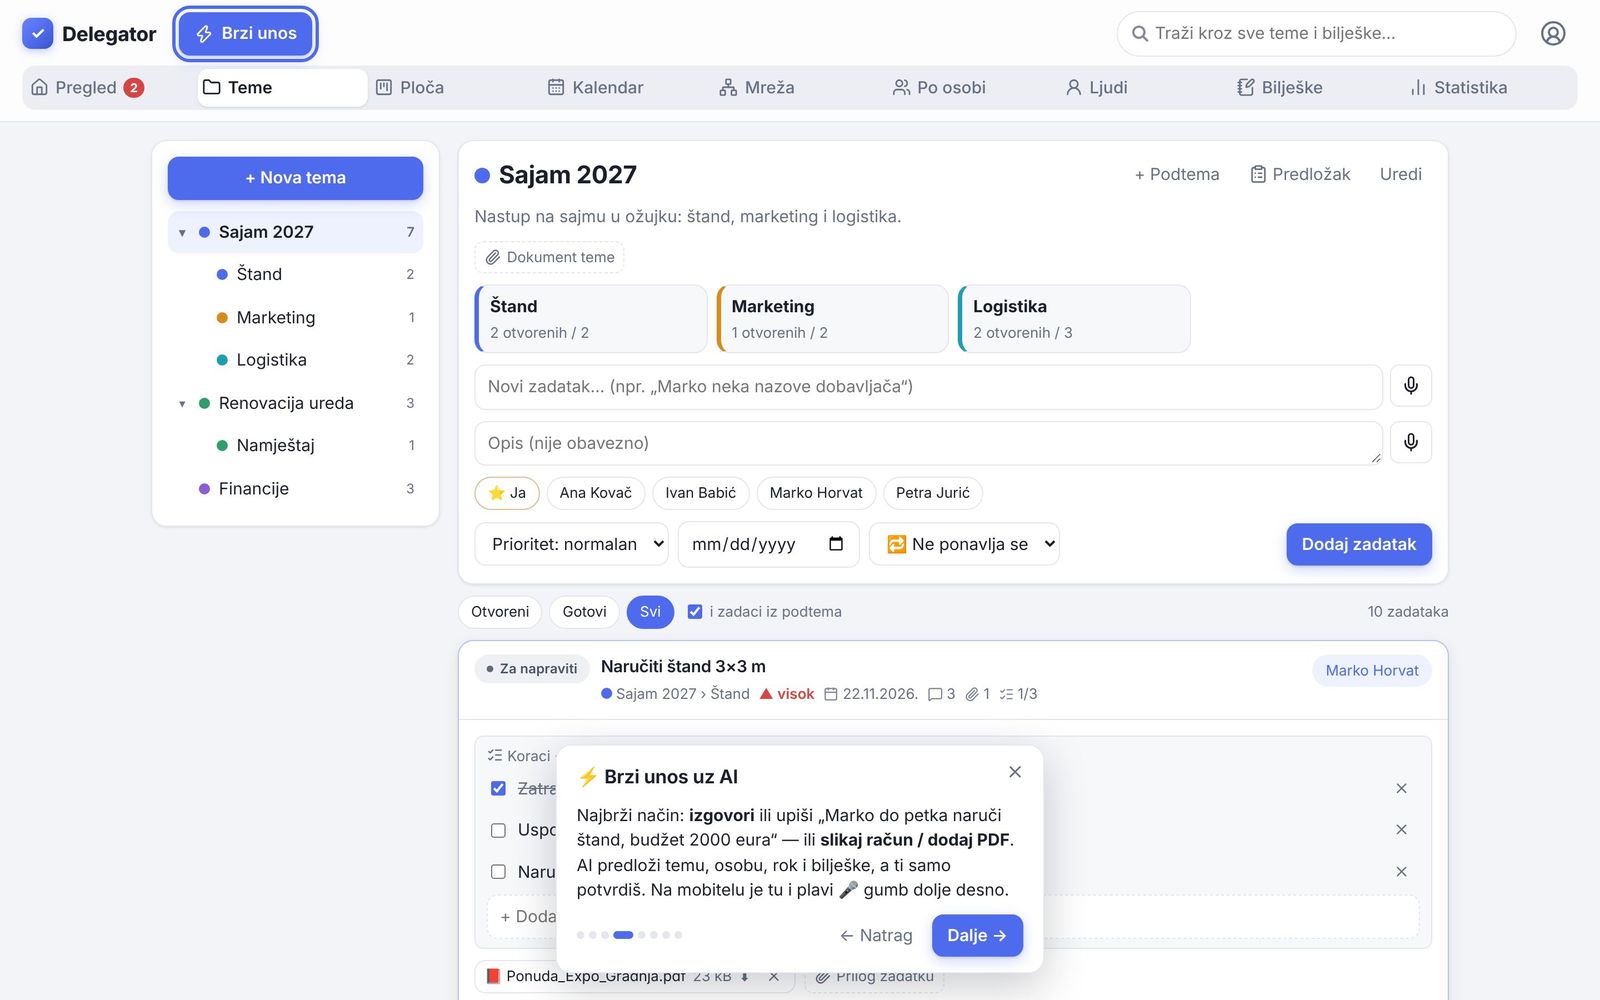 Delegator
Brzi unos
Traži kroz sve teme i bilješke...
Pregled 2
Teme
Ploča
Kalendar
Mreža
Po osobi
Ljudi
Bilješke
Statistika
+ Nova tema
Sajam 2027 7
Štand 2
Marketing 1
Logistika 2
Renovacija ureda 3
Namještaj 1
Financije 3
Sajam 2027
+ Podtema
Predložak
Uredi
Nastup na sajmu u ožujku: štand, marketing i logistika.
Dokument teme
Štand
2 otvorenih / 2
Marketing
1 otvorenih / 2
Logistika
2 otvorenih / 3
Novi zadatak... (npr. „Marko neka nazove dobavljača“)
Opis (nije obavezno)
⭐ Ja
Ana Kovač
Ivan Babić
Marko Horvat
Petra Jurić
Prioritet: normalan
mm/dd/yyyy
🔁 Ne ponavlja se
Dodaj zadatak
Otvoreni
Gotovi
Svi
i zadaci iz podtema
10 zadataka
Za napraviti
Naručiti štand 3×3 m
Marko Horvat
Sajam 2027 › Štand ▲ visok 22.11.2026. 3 1 1/3
Koraci
⚡ Brzi unos uz AI
Najbrži način: izgovori ili upiši „Marko do petka naruči
štand, budžet 2000 eura“ — ili slikaj račun / dodaj PDF.
AI predloži temu, osobu, rok i bilješke, a ti samo
potvrdiš. Na mobitelu je tu i plavi 🎤 gumb dolje desno.
← Natrag
Dalje →
Ponuda_Expo_Gradnja.pdf 23 kB
Prilog zadatku